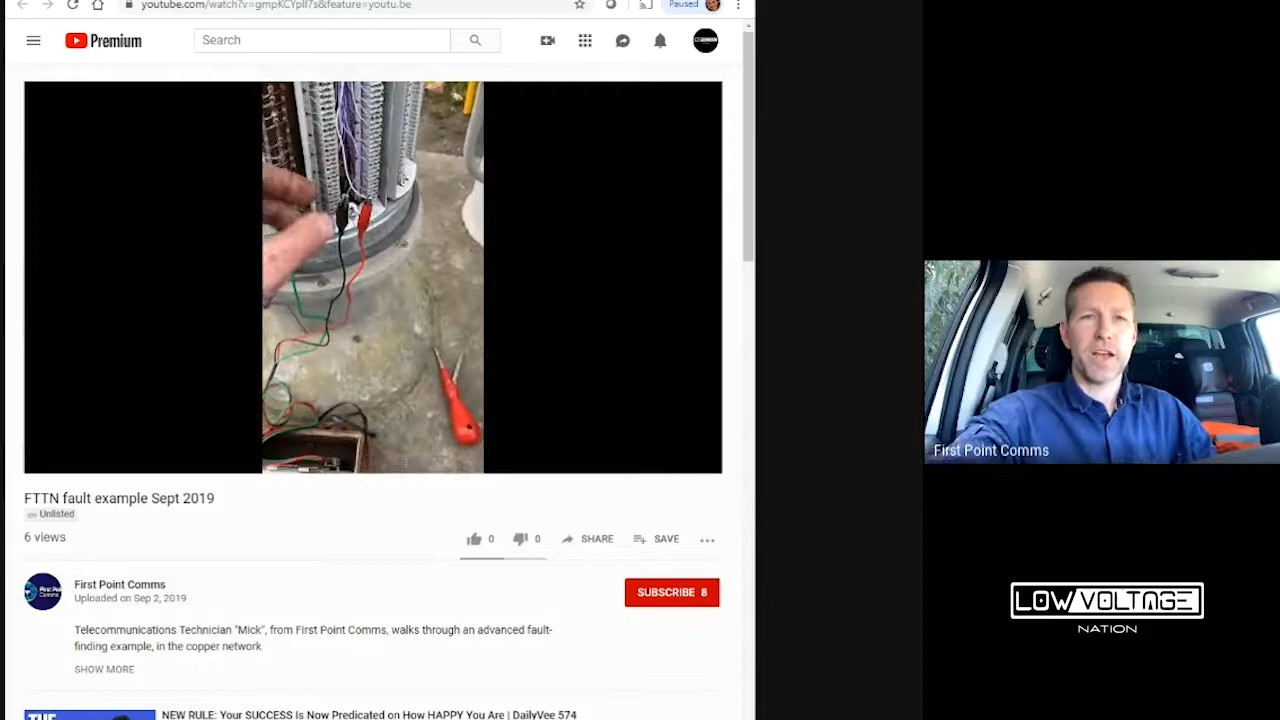 youtube.com/watch?v=gmpKCYpII7s&feature=youtu.be
Paused
Premium
Search
FTTN fault example Sept 2019
Unlisted
6 views
0
0
SHARE
SAVE
First Point Comms
Uploaded on Sep 2, 2019
SUBSCRIBE 8
Telecommunications Technician "Mick", from First Point Comms, walks through an advanced fault-
finding example, in the copper network
SHOW MORE
THE
NEW RULE: Your SUCCESS Is Now Predicated on How HAPPY You Are | DailyVee 574
First Point Comms
LOW VOLTAGE
NATION